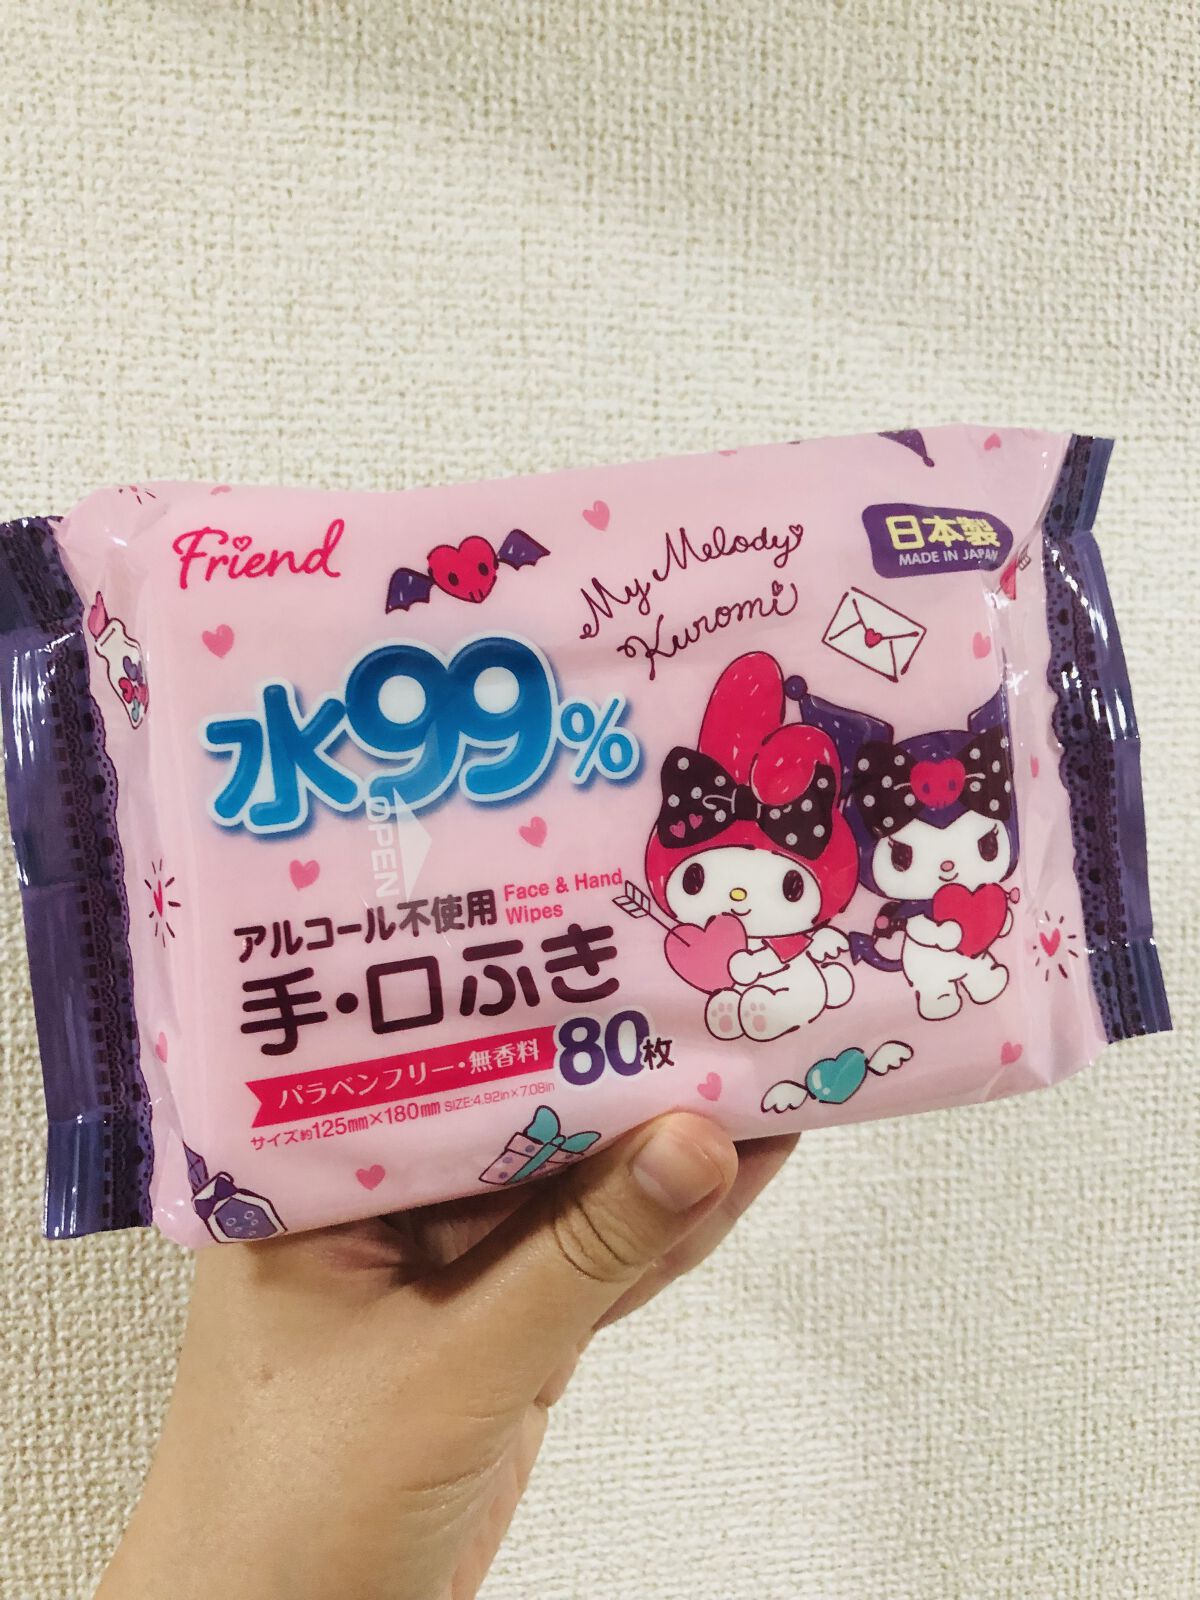 Friend
My Melody
Kuromi
日本製
MADE IN JAPAN
水99%
OPEN
アルコール不使用
Face & Hand
Wipes
手・口ふき
パラベンフリー・無香料
80枚
サイズ約125mm×180mm SIZE:4.92in×7.08in